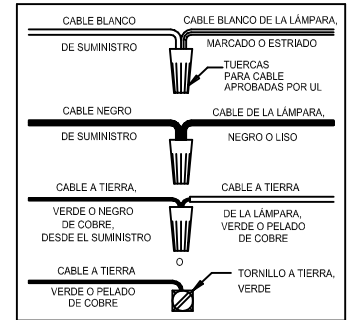 CABLE BLANCO
DE SUMINISTRO
CABLE BLANCO DE LA LÁMPARA,
MARCADO O ESTRIADO
TUERCAS
PARA CABLE
APROBADAS POR UL
CABLE NEGRO
DE SUMINISTRO
CABLE DE LA LÁMPARA,
NEGRO O LISO
CABLE A TIERRA,
VERDE O NEGRO
DE COBRE,
DESDE EL SUMINISTRO
CABLE A TIERRA
DE LA LÁMPARA,
VERDE O PELADO
DE COBRE
O
CABLE A TIERRA
VERDE O PELADO
DE COBRE
TORNILLO A TIERRA,
VERDE